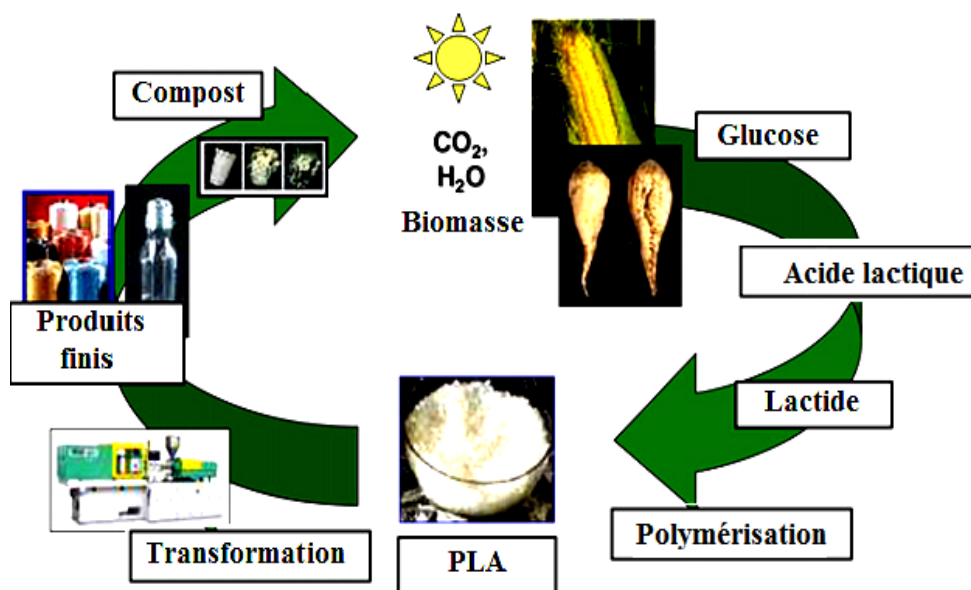 Compost
CO₂,
H₂O
Biomasse
Glucose
Acide lactique
Lactide
Polymérisation
PLA
Transformation
Produits
finis